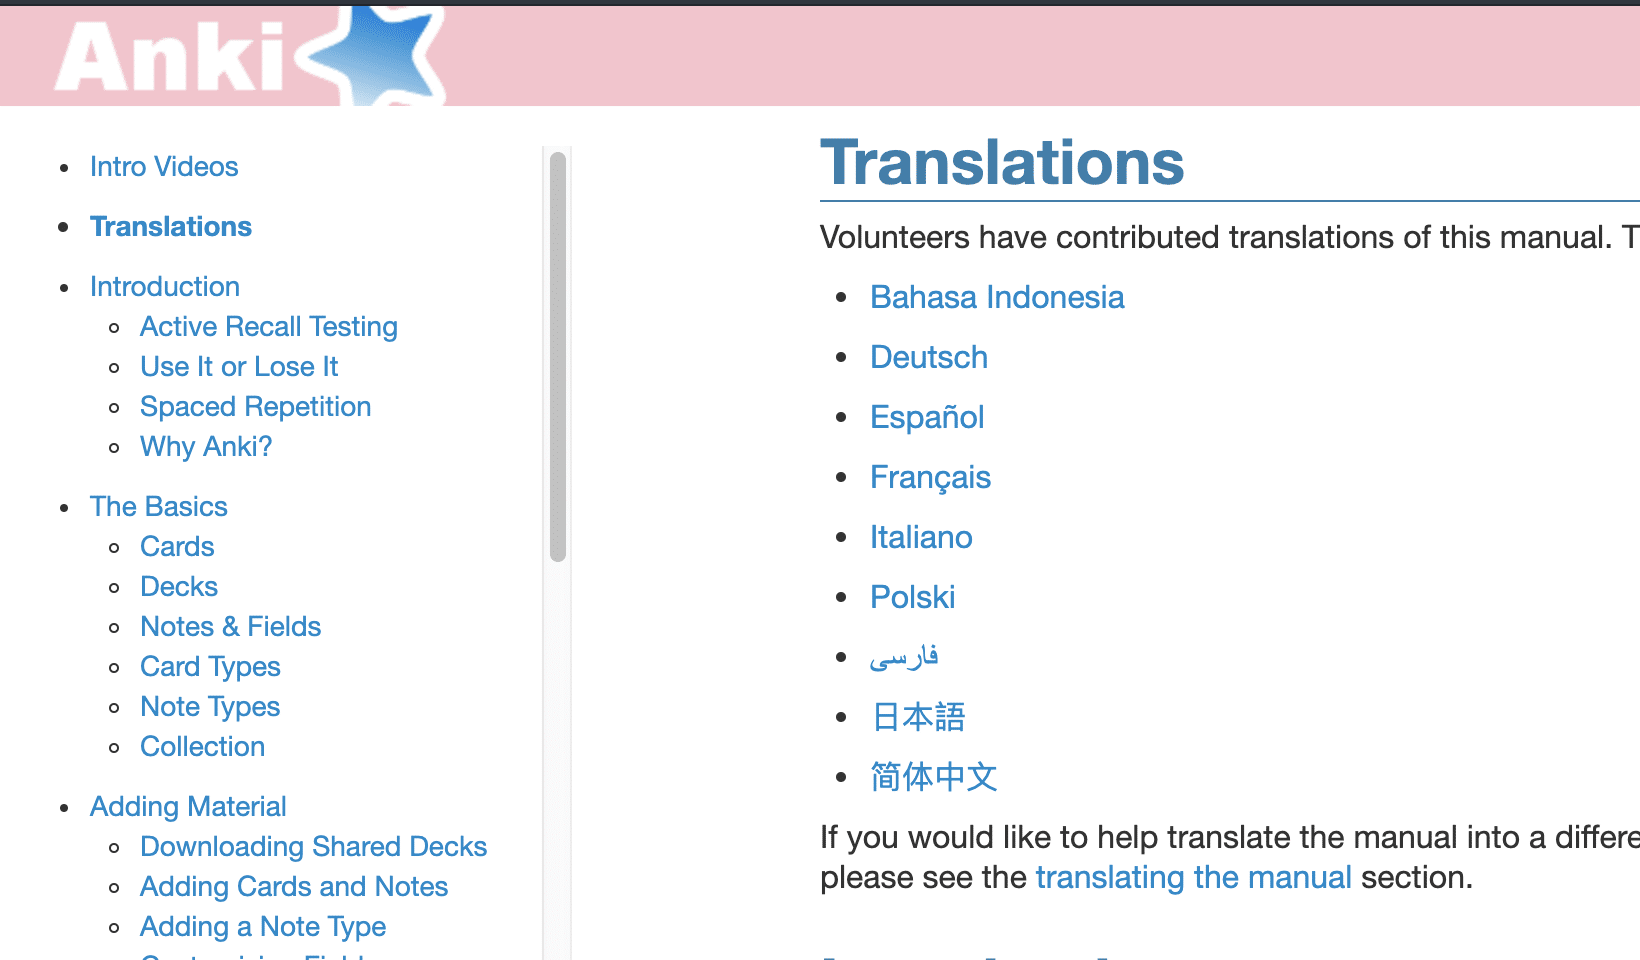 Anki
Intro Videos
Translations
Introduction
Active Recall Testing
Use It or Lose It
Spaced Repetition
Why Anki?
The Basics
Cards
Decks
Notes & Fields
Card Types
Note Types
Collection
Adding Material
Downloading Shared Decks
Adding Cards and Notes
Adding a Note Type
Translations
Volunteers have contributed translations of this manual. T
Bahasa Indonesia
Deutsch
Español
Français
Italiano
Polski
فارسی
日本語
简体中文
If you would like to help translate the manual into a differe
please see the translating the manual section.